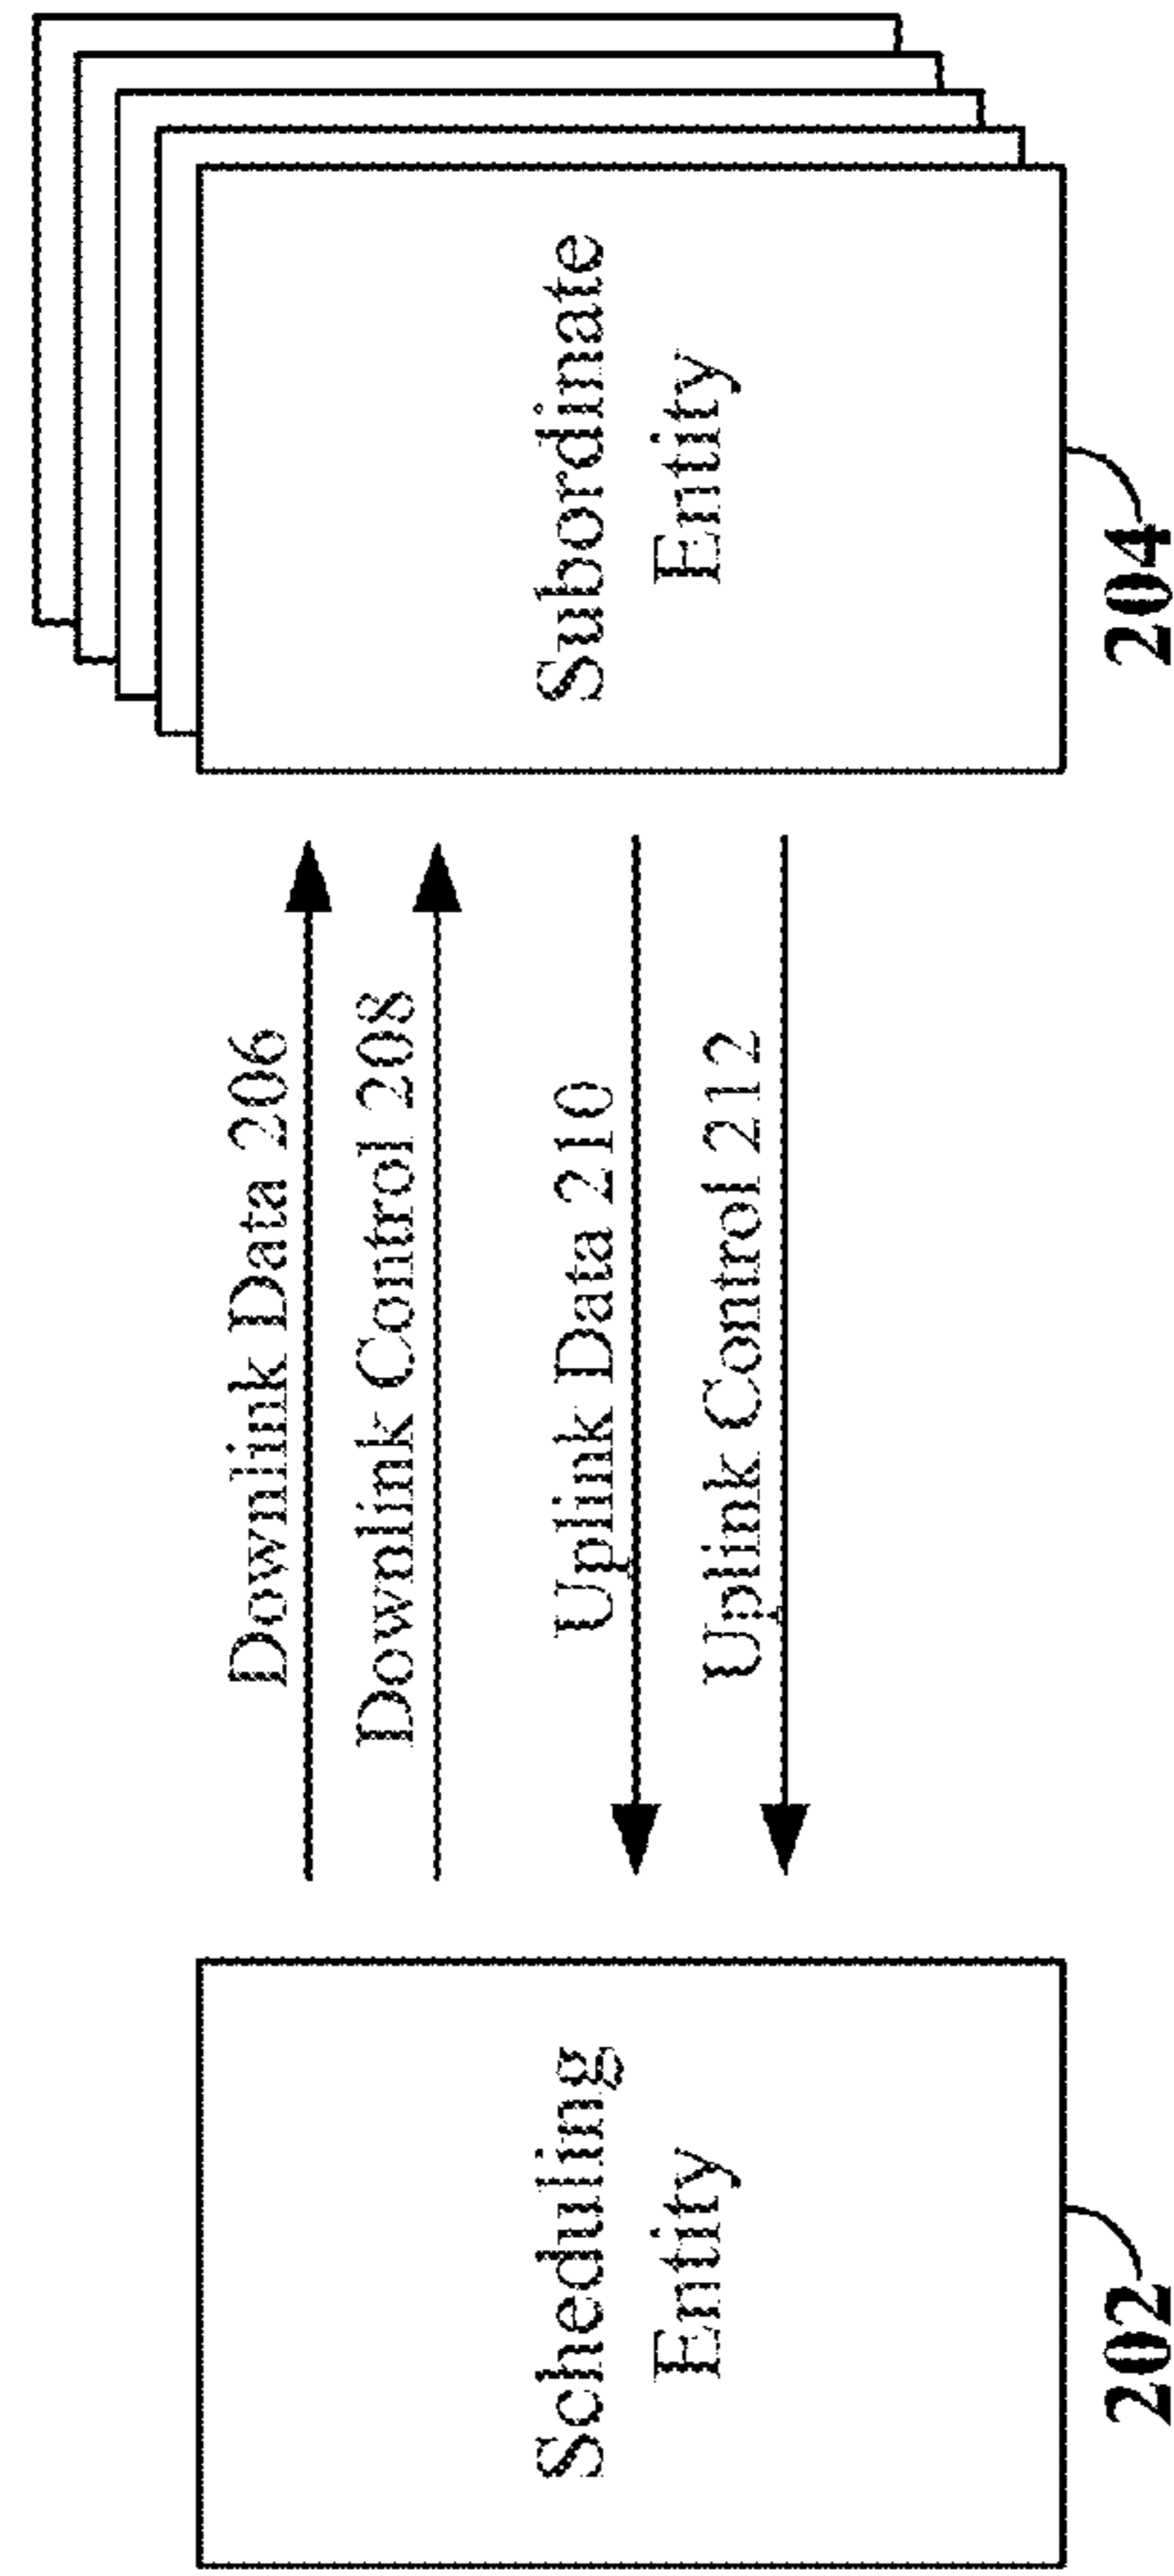 Scheduling
Entity
202
Downlink Data 206
Downlink Control 208
Uplink Data 210
Uplink Control 212
Subordinate
Entity
204